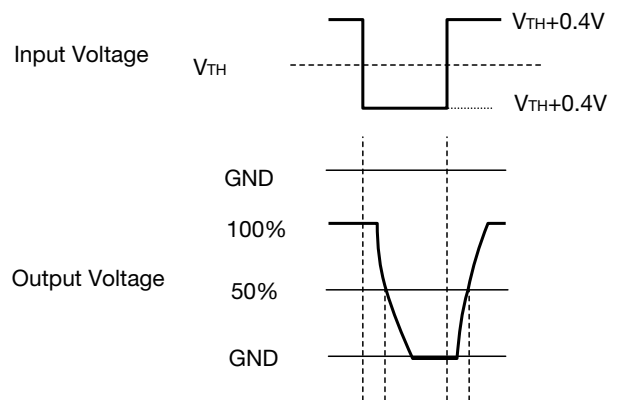 VTH+0.4V
Input Voltage
VTH
VTH+0.4V
GND
100%
Output Voltage
50%
GND